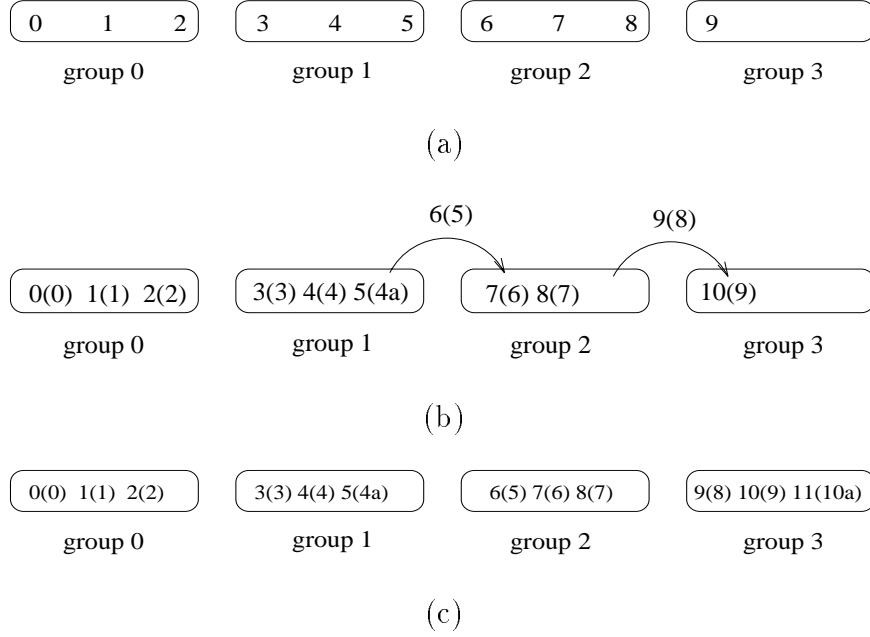 0 1 2 3 4 5 6 7 8 9
group 0 group 1 group 2 group 3
(a)
6(5) 9(8)
0(0) 1(1) 2(2) 3(3) 4(4) 5(4a) 7(6) 8(7) 10(9)
group 0 group 1 group 2 group 3
(b)
0(0) 1(1) 2(2) 3(3) 4(4) 5(4a) 6(5) 7(6) 8(7) 9(8) 10(9) 11(10a)
group 0 group 1 group 2 group 3
(c)